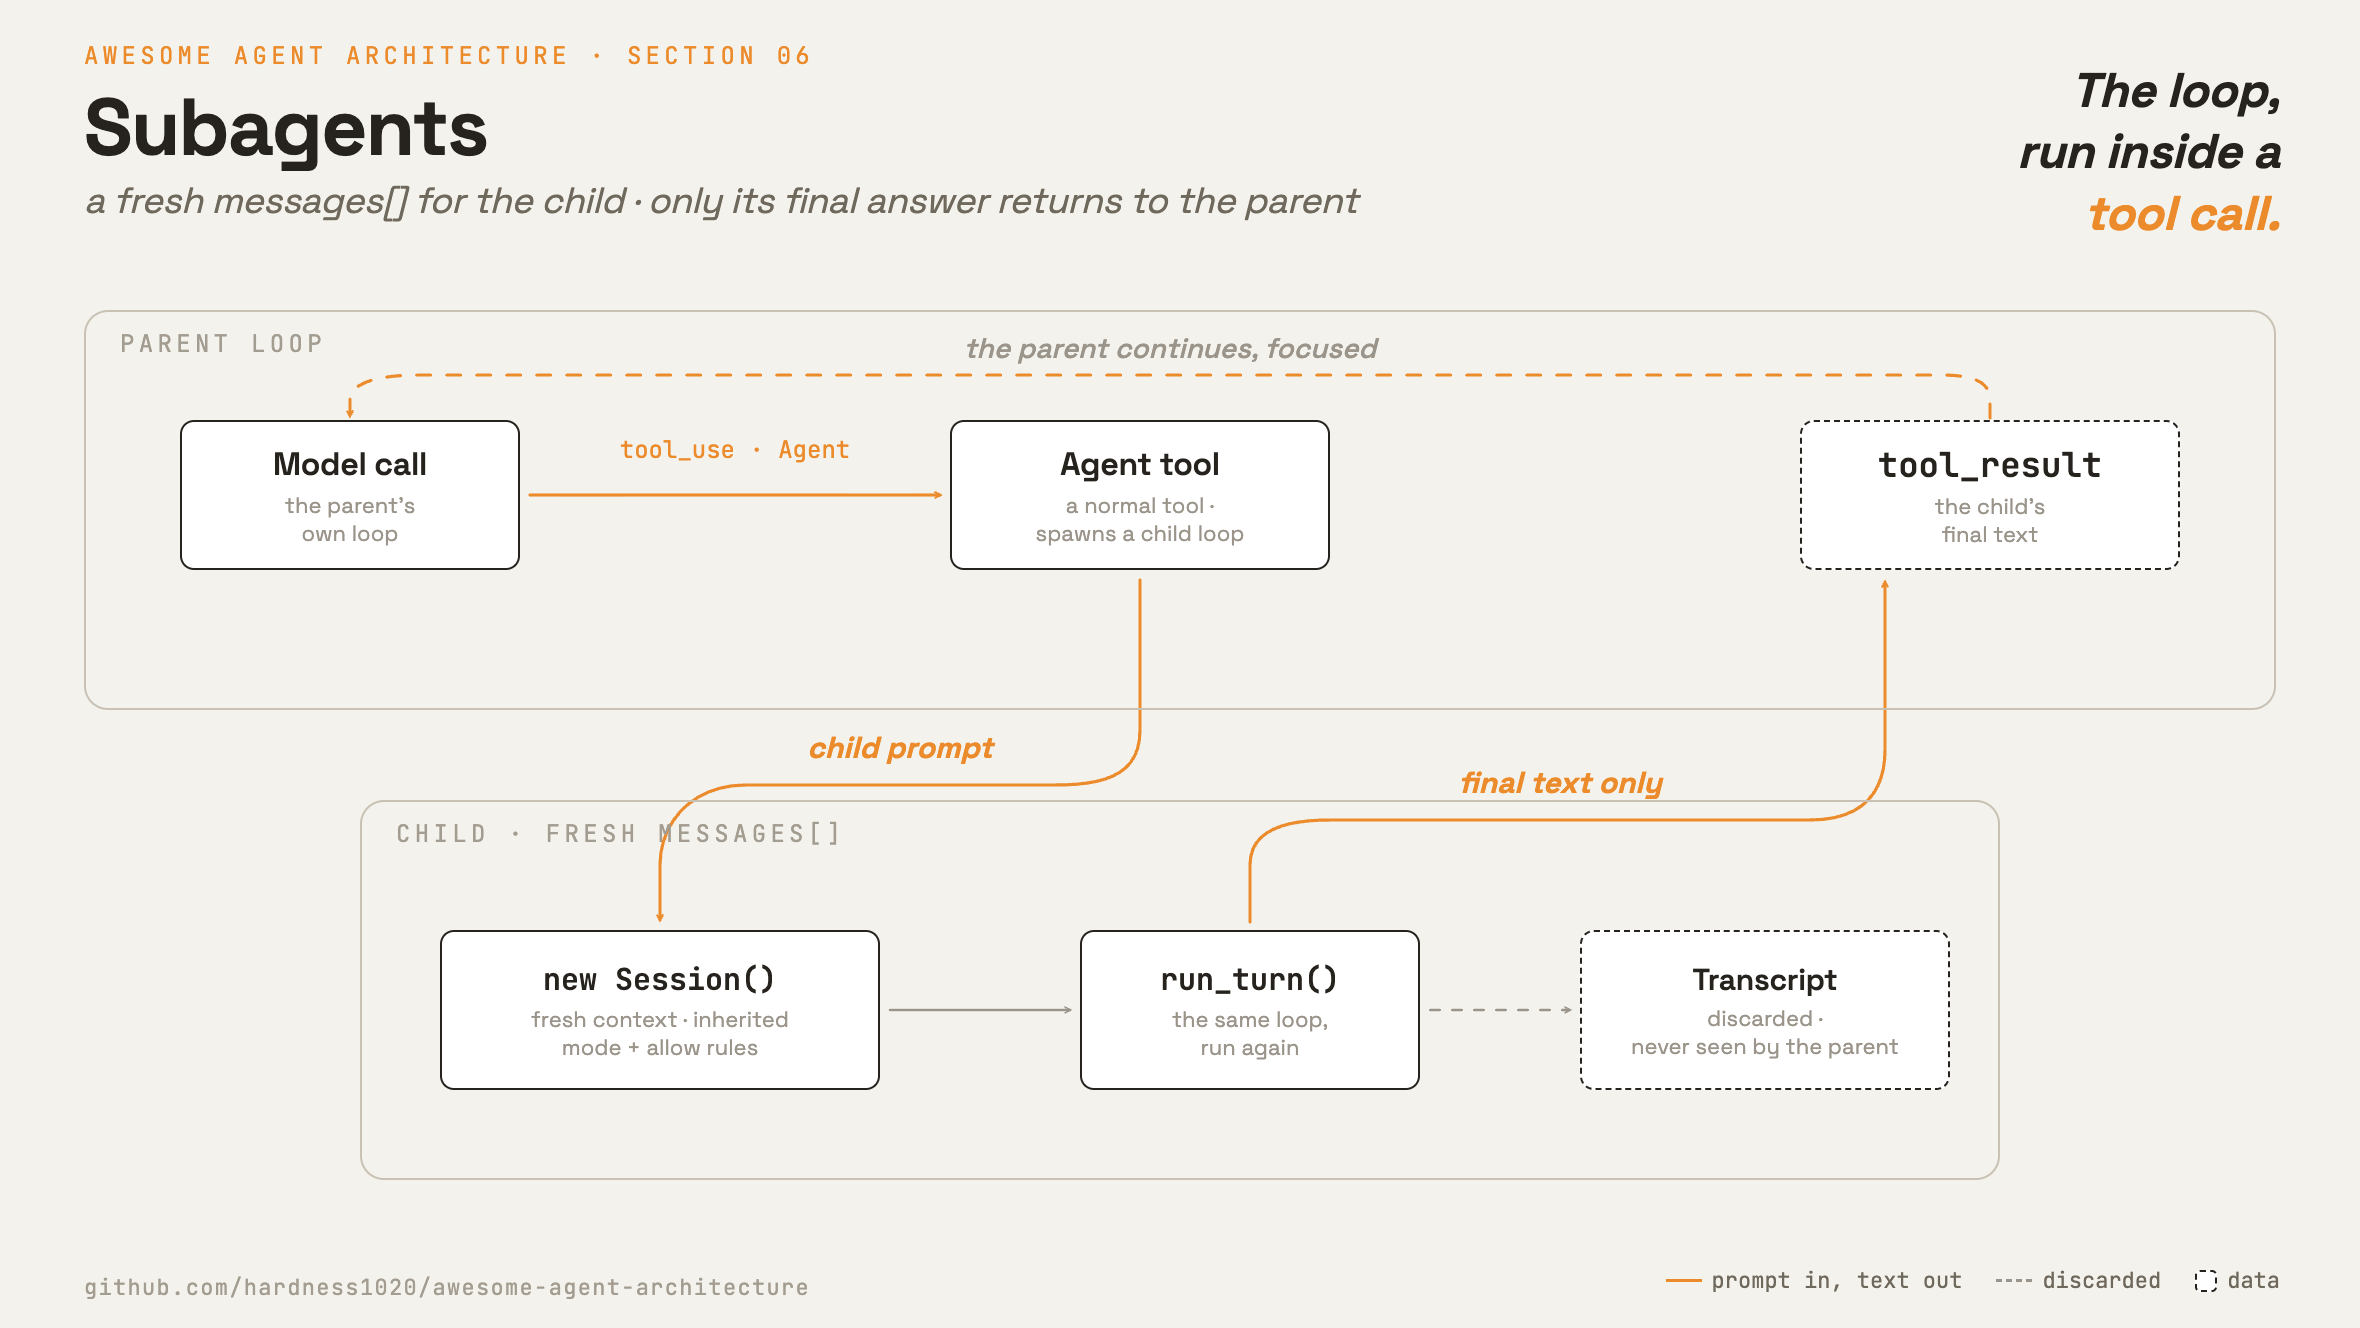 AWESOME AGENT ARCHITECTURE · SECTION 06
Subagents
a fresh messages[] for the child · only its final answer returns to the parent
The loop,
run inside a
tool call.
PARENT LOOP
the parent continues, focused
Model call
the parent's
own loop
tool_use · Agent
Agent tool
a normal tool ·
spawns a child loop
tool_result
the child's
final text
child prompt
final text only
CHILD · FRESH MESSAGES[]
new Session()
fresh context · inherited
mode + allow rules
run_turn()
the same loop,
run again
Transcript
discarded ·
never seen by the parent
github.com/hardness1020/awesome-agent-architecture
prompt in, text out
discarded
data